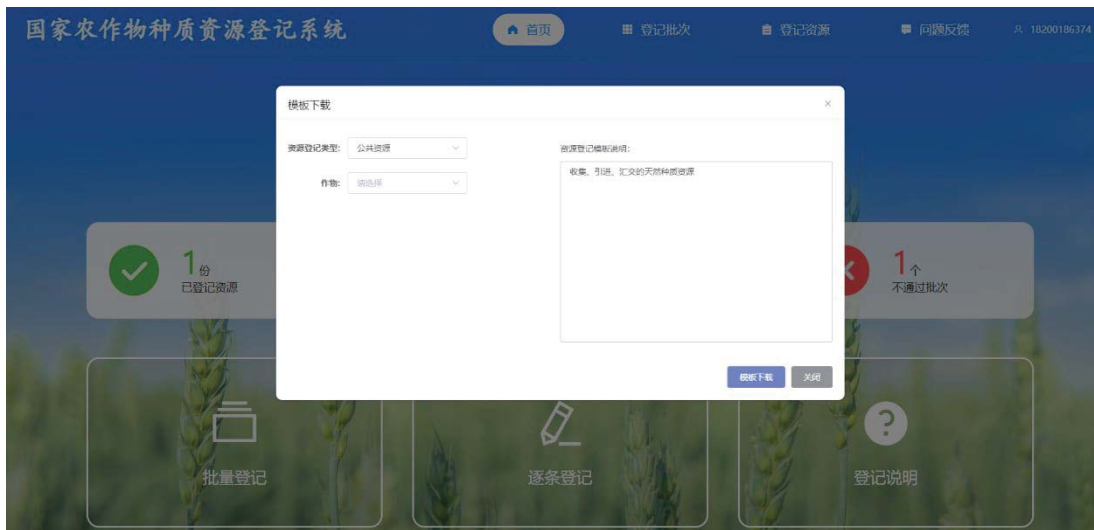 国家农作物种质资源登记系统
首页
登记批次
登记资源
问题反馈
18200186374
模板下载
资源登记类型: 公共资源
作物: 请选择
资源登记模板说明:
收集、引进、汇交的天然种质资源
1 份
已登记资源
1 个
不通过批次
模板下载
关闭
批量登记
逐条登记
登记说明